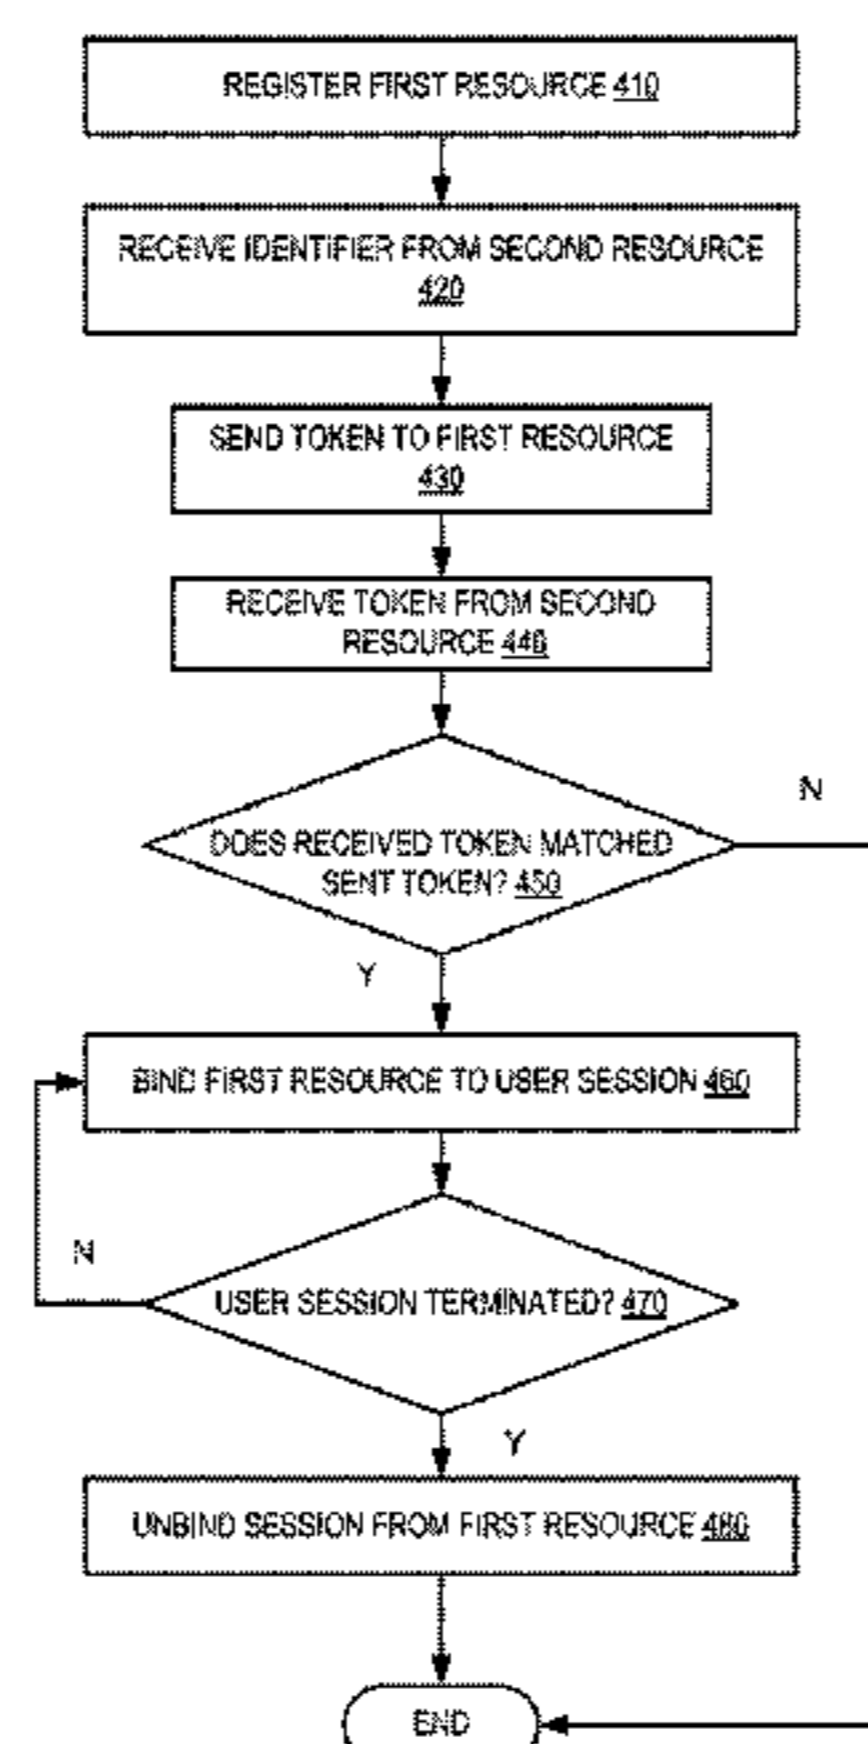 REGISTER FIRST RESOURCE 410
RECEIVE IDENTIFIER FROM SECOND RESOURCE
420
SEND TOKEN TO FIRST RESOURCE
430
RECEIVE TOKEN FROM SECOND
RESOURCE 440
N
DOES RECEIVED TOKEN MATCHED
SENT TOKEN? 450
Y
BIND FIRST RESOURCE TO USER SESSION 460
N
USER SESSION TERMINATED? 470
Y
UNBIND SESSION FROM FIRST RESOURCE 480
END